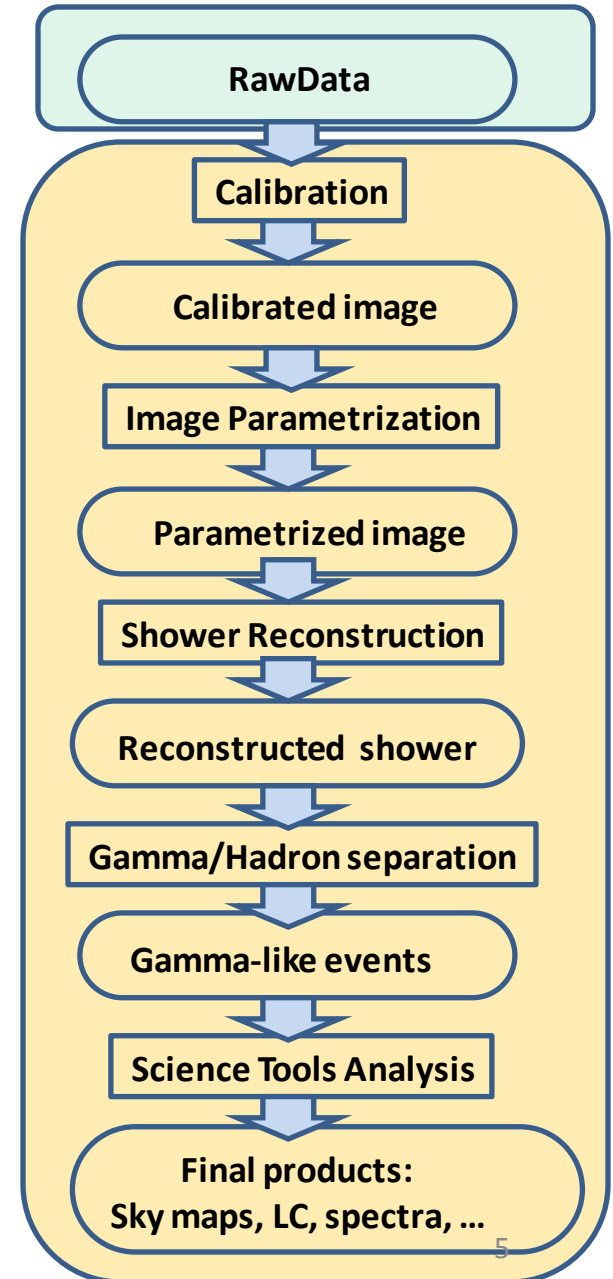 RawData
Calibration
Calibrated image
Image Parametrization
Parametrized image
Shower Reconstruction
Reconstructed shower
Gamma/Hadron separation
Gamma-like events
Science Tools Analysis
Final products:
Sky maps, LC, spectra, ...
5